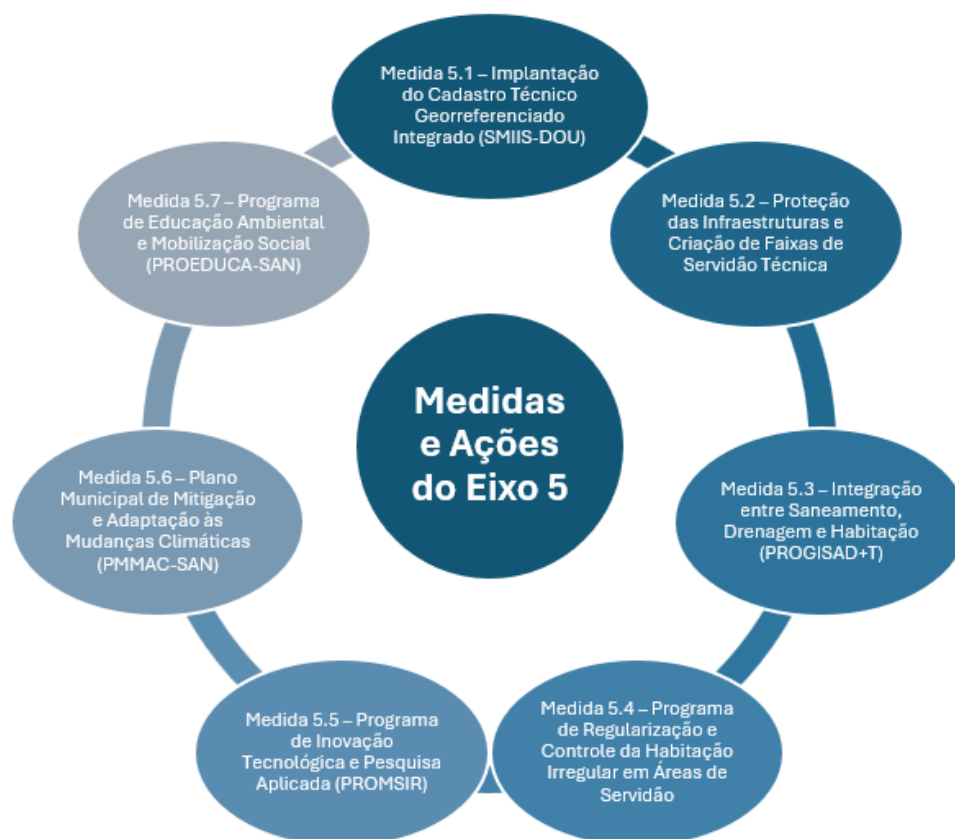 Medida 5.1 – Implantação
do Cadastro Técnico
Georreferenciado
Integrado (SMIIS-DOU)
Medida 5.2 – Proteção
das Infraestruturas e
Criação de Faixas de
Servidão Técnica
Medida 5.3 – Integração
entre Saneamento,
Drenagem e Habitação
(PROGISAD+T)
Medida 5.4 – Programa
de Regularização e
Controle da Habitação
Irregular em Áreas de
Servidão
Medida 5.5 – Programa
de Inovação
Tecnológica e Pesquisa
Aplicada (PROMSIR)
Medida 5.6 – Plano
Municipal de Mitigação
e Adaptação às
Mudanças Climáticas
(PMMAC-SAN)
Medida 5.7 – Programa
de Educação Ambiental
e Mobilização Social
(PROEDUCA-SAN)
Medidas
e Ações
do Eixo 5